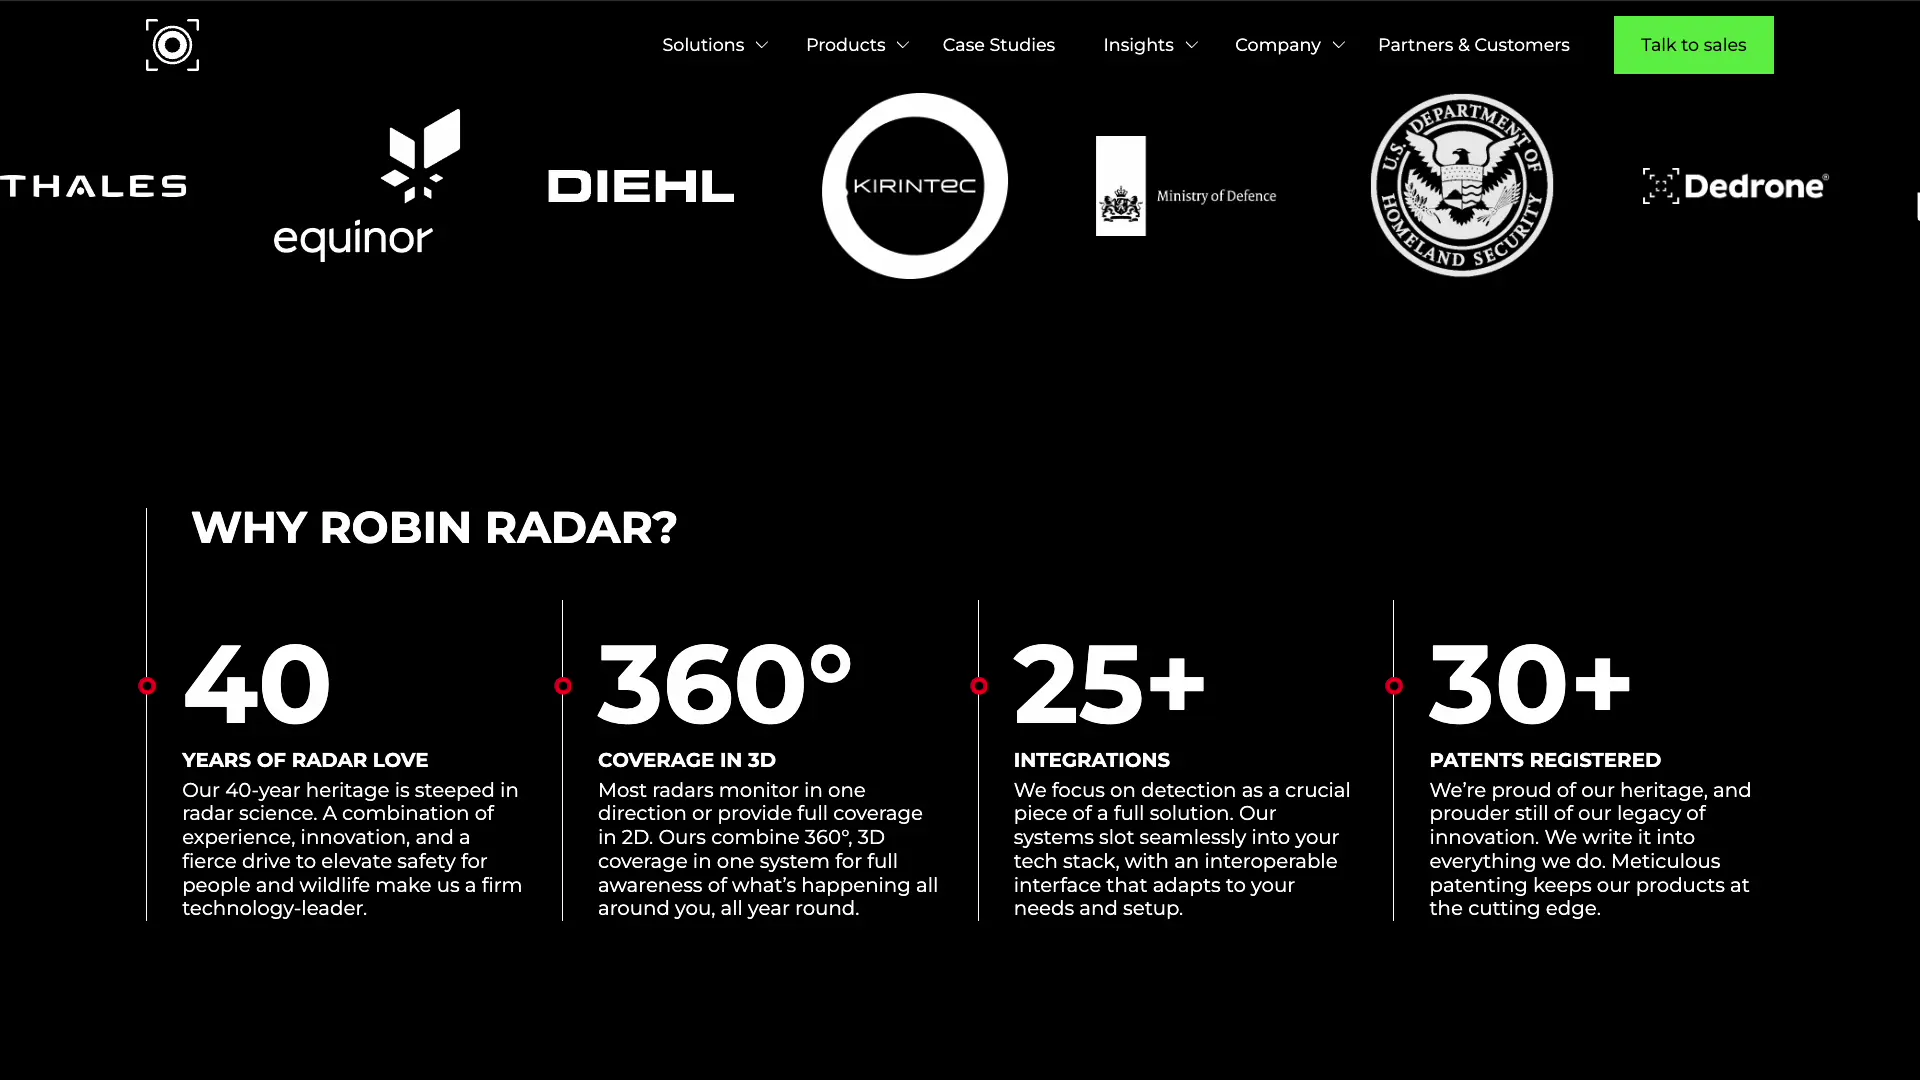 Solutions
Products
Case Studies
Insights
Company
Partners & Customers
Talk to sales
THALES
equinor
DIEHL
KIRINTEC
Ministry of Defence
U.S. DEPARTMENT OF HOMELAND SECURITY
Dedrone®
WHY ROBIN RADAR?
40
YEARS OF RADAR LOVE
Our 40-year heritage is steeped in
radar science. A combination of
experience, innovation, and a
fierce drive to elevate safety for
people and wildlife make us a firm
technology-leader.
360°
COVERAGE IN 3D
Most radars monitor in one
direction or provide full coverage
in 2D. Ours combine 360°, 3D
coverage in one system for full
awareness of what’s happening all
around you, all year round.
25+
INTEGRATIONS
We focus on detection as a crucial
piece of a full solution. Our
systems slot seamlessly into your
tech stack, with an interoperable
interface that adapts to your
needs and setup.
30+
PATENTS REGISTERED
We’re proud of our heritage, and
prouder still of our legacy of
innovation. We write it into
everything we do. Meticulous
patenting keeps our products at
the cutting edge.